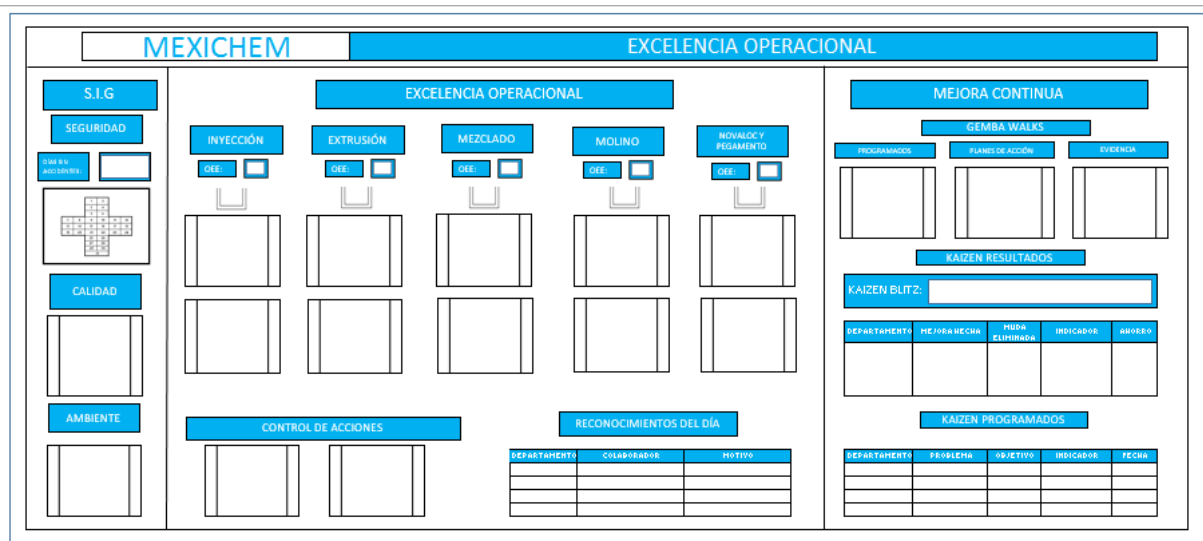 MEXICHEM
EXCELENCIA OPERACIONAL
S.I.G
SEGURIDAD
DÍAS SIN
ACCIDENTES:
CALIDAD
AMBIENTE
EXCELENCIA OPERACIONAL
INYECCIÓN
OEE:
EXTRUSIÓN
OEE:
MEZCLADO
OEE:
MOLINO
OEE:
NOVALOC Y
PEGAMENTO
OEE:
CONTROL DE ACCIONES
RECONOCIMIENTOS DEL DÍA
DEPARTAMENTO COLABORADOR MOTIVO
MEJORA CONTINUA
GEMBA WALKS
PROGRAMADOS PLANES DE ACCIÓN EVIDENCIA
KAIZEN RESULTADOS
KAIZEN BLITZ:
DEPARTAMENTO MEJORA HECHA MUDA ELIMINADA INDICADOR AHORRO
KAIZEN PROGRAMADOS
DEPARTAMENTO PROBLEMA OBJETIVO INDICADOR FECHA